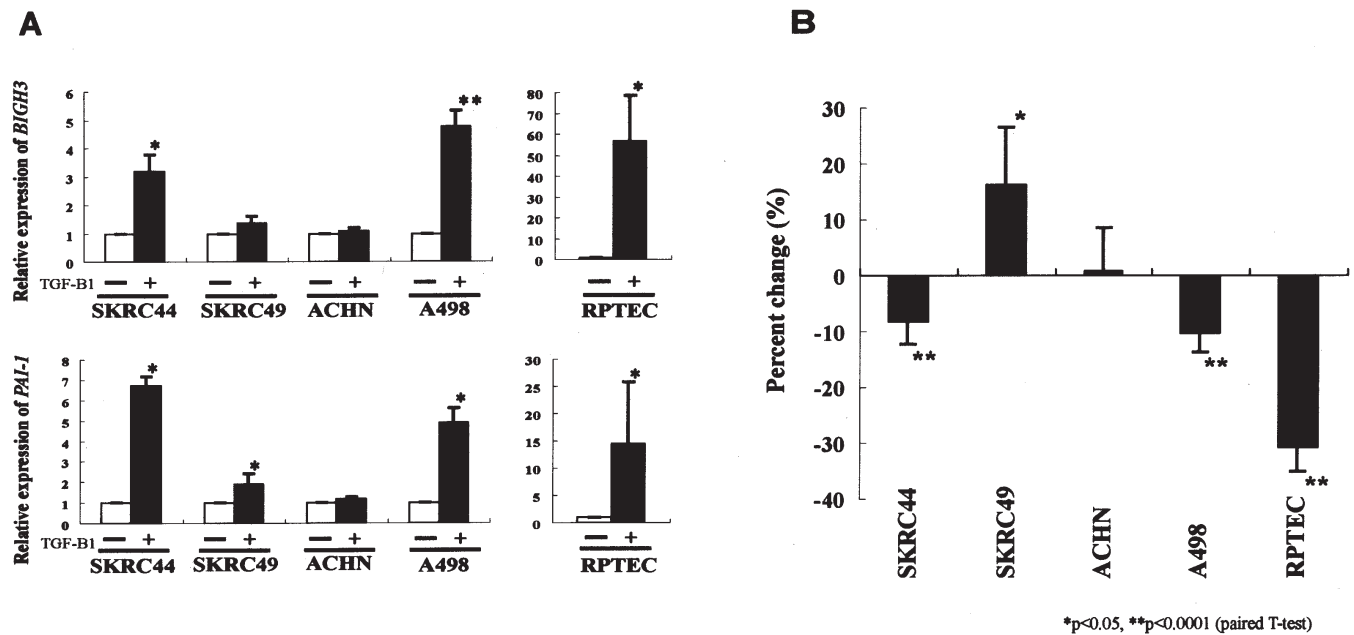 A
Relative expression of BIGH3
6
5
4
3
2
1
0
* **
TGF-B1 — + — + — + — +
SKRC44 SKRC49 ACHN A498
80
70
60
50
40
30
20
10
0
*
— +
RPTEC
Relative expression of PAI-1
8
7
6
5
4
3
2
1
0
* * *
TGF-B1 — + — + — + — +
SKRC44 SKRC49 ACHN A498
30
25
20
15
10
5
0
*
— +
RPTEC
B
Percent change (%)
30
20
10
0
-10
-20
-30
-40
** * ** **
SKRC44
SKRC49
ACHN
A498
RPTEC
*p<0.05, **p<0.0001 (paired T-test)